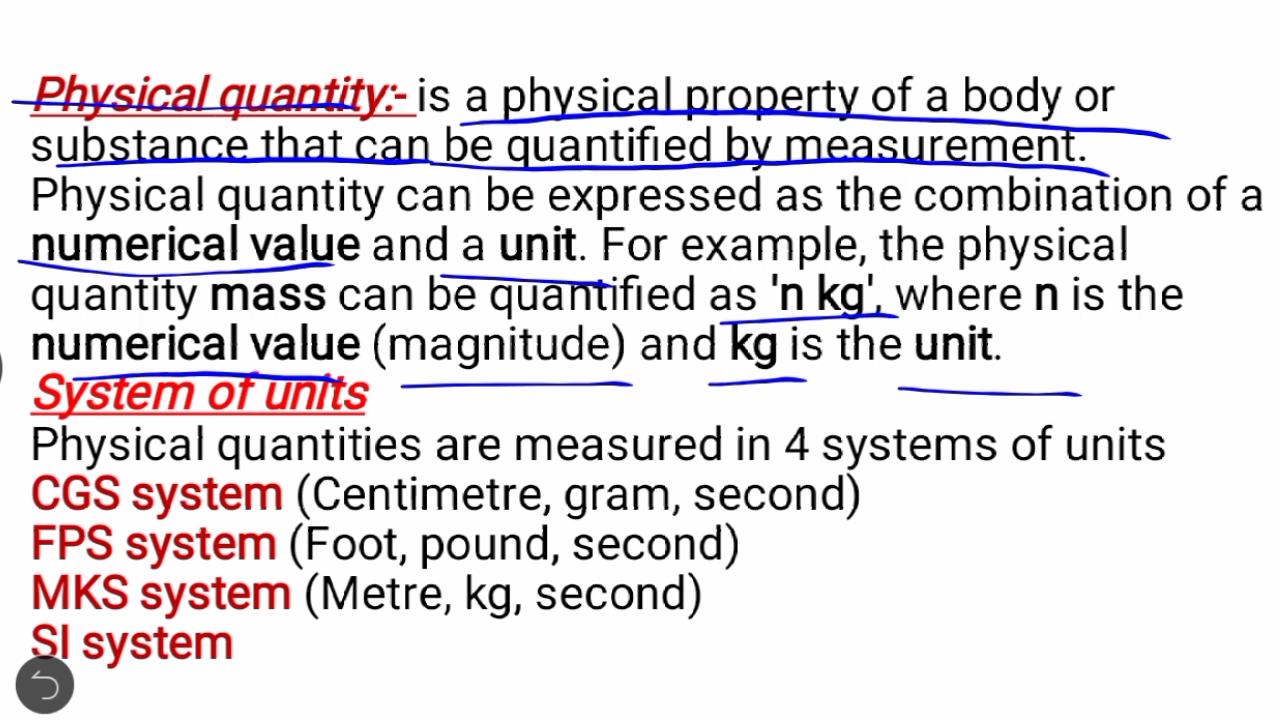 Physical quantity:- is a physical property of a body or
substance that can be quantified by measurement.
Physical quantity can be expressed as the combination of a
numerical value and a unit. For example, the physical
quantity mass can be quantified as 'n kg', where n is the
numerical value (magnitude) and kg is the unit.
System of units
Physical quantities are measured in 4 systems of units
CGS system (Centimetre, gram, second)
FPS system (Foot, pound, second)
MKS system (Metre, kg, second)
SI system